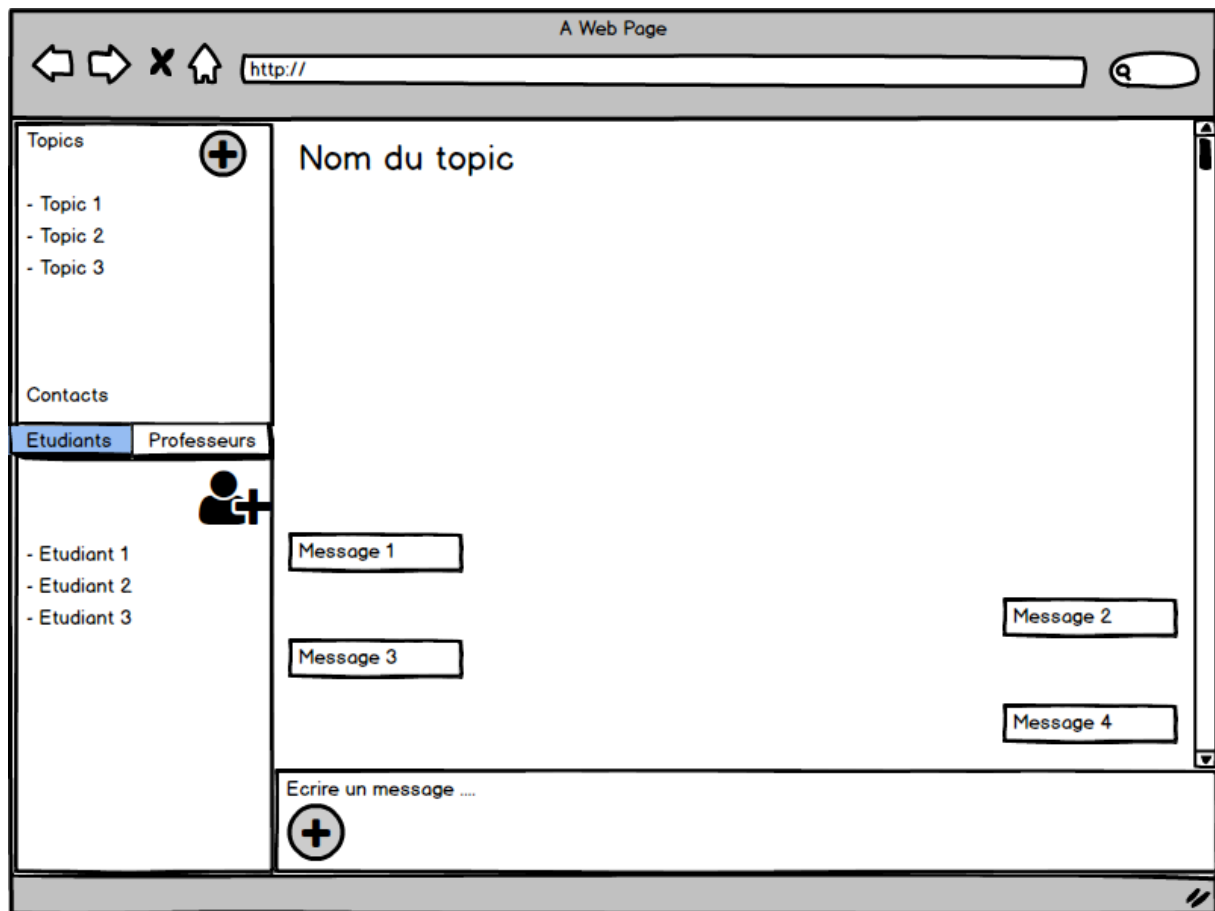 A Web Page
http://
Topics
- Topic 1
- Topic 2
- Topic 3
Contacts
Etudiants
Professeurs
- Etudiant 1
- Etudiant 2
- Etudiant 3
Nom du topic
Message 1
Message 2
Message 3
Message 4
Ecrire un message ....